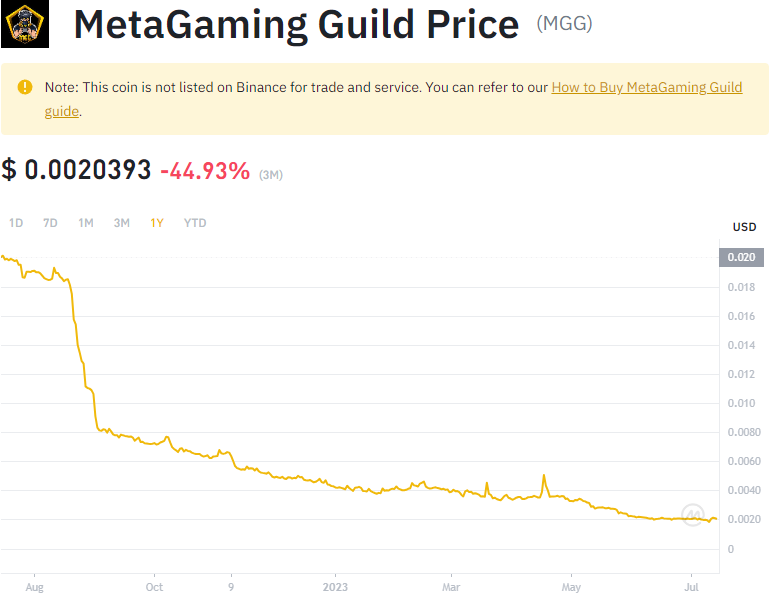 MetaGaming Guild Price (MGG)
Note: This coin is not listed on Binance for trade and service. You can refer to our How to Buy MetaGaming Guild
guide.
$ 0.0020393 -44.93% (3M)
1D 7D 1M 3M 1Y YTD
USD
0.020
0.018
0.016
0.014
0.012
0.010
0.0080
0.0060
0.0040
0.0020
0
Aug Oct 9 2023 Mar May Jul